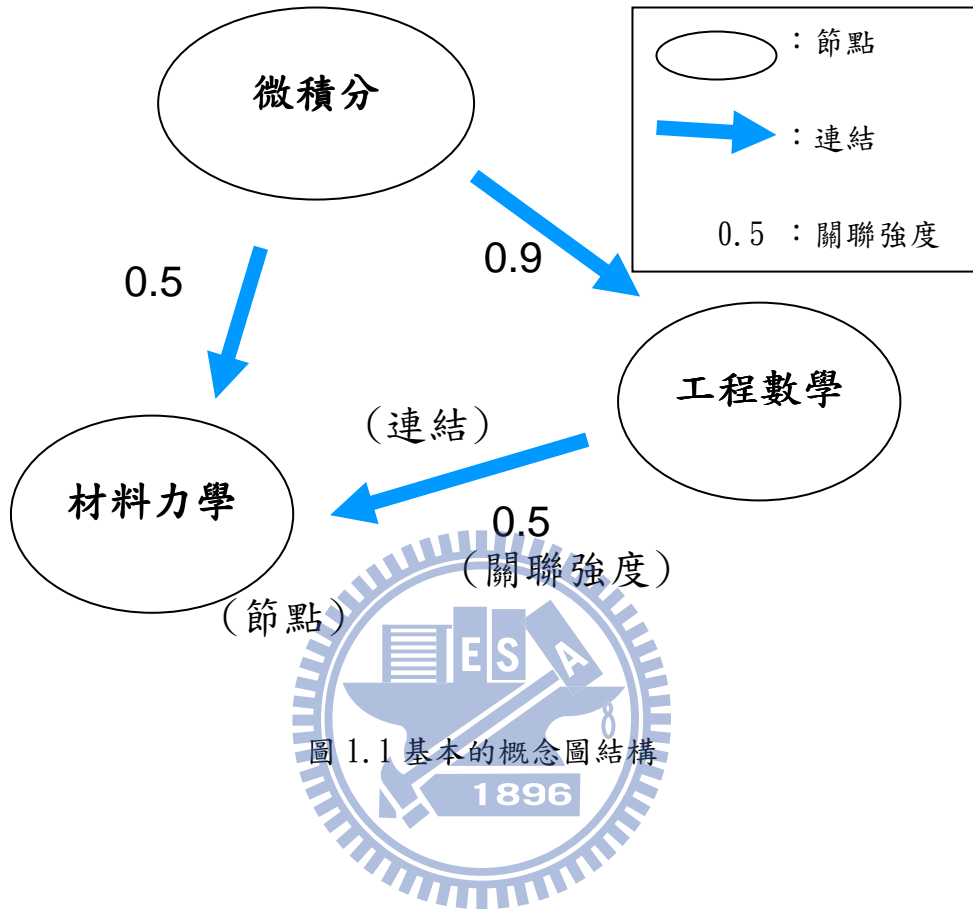 微積分
：節點
：連結
0.5 ：關聯強度
0.5
0.9
工程數學
(連結)
材料力學
0.5
(關聯強度)
(節點)
E S A
圖 1.1 基本的概念圖結構
1896